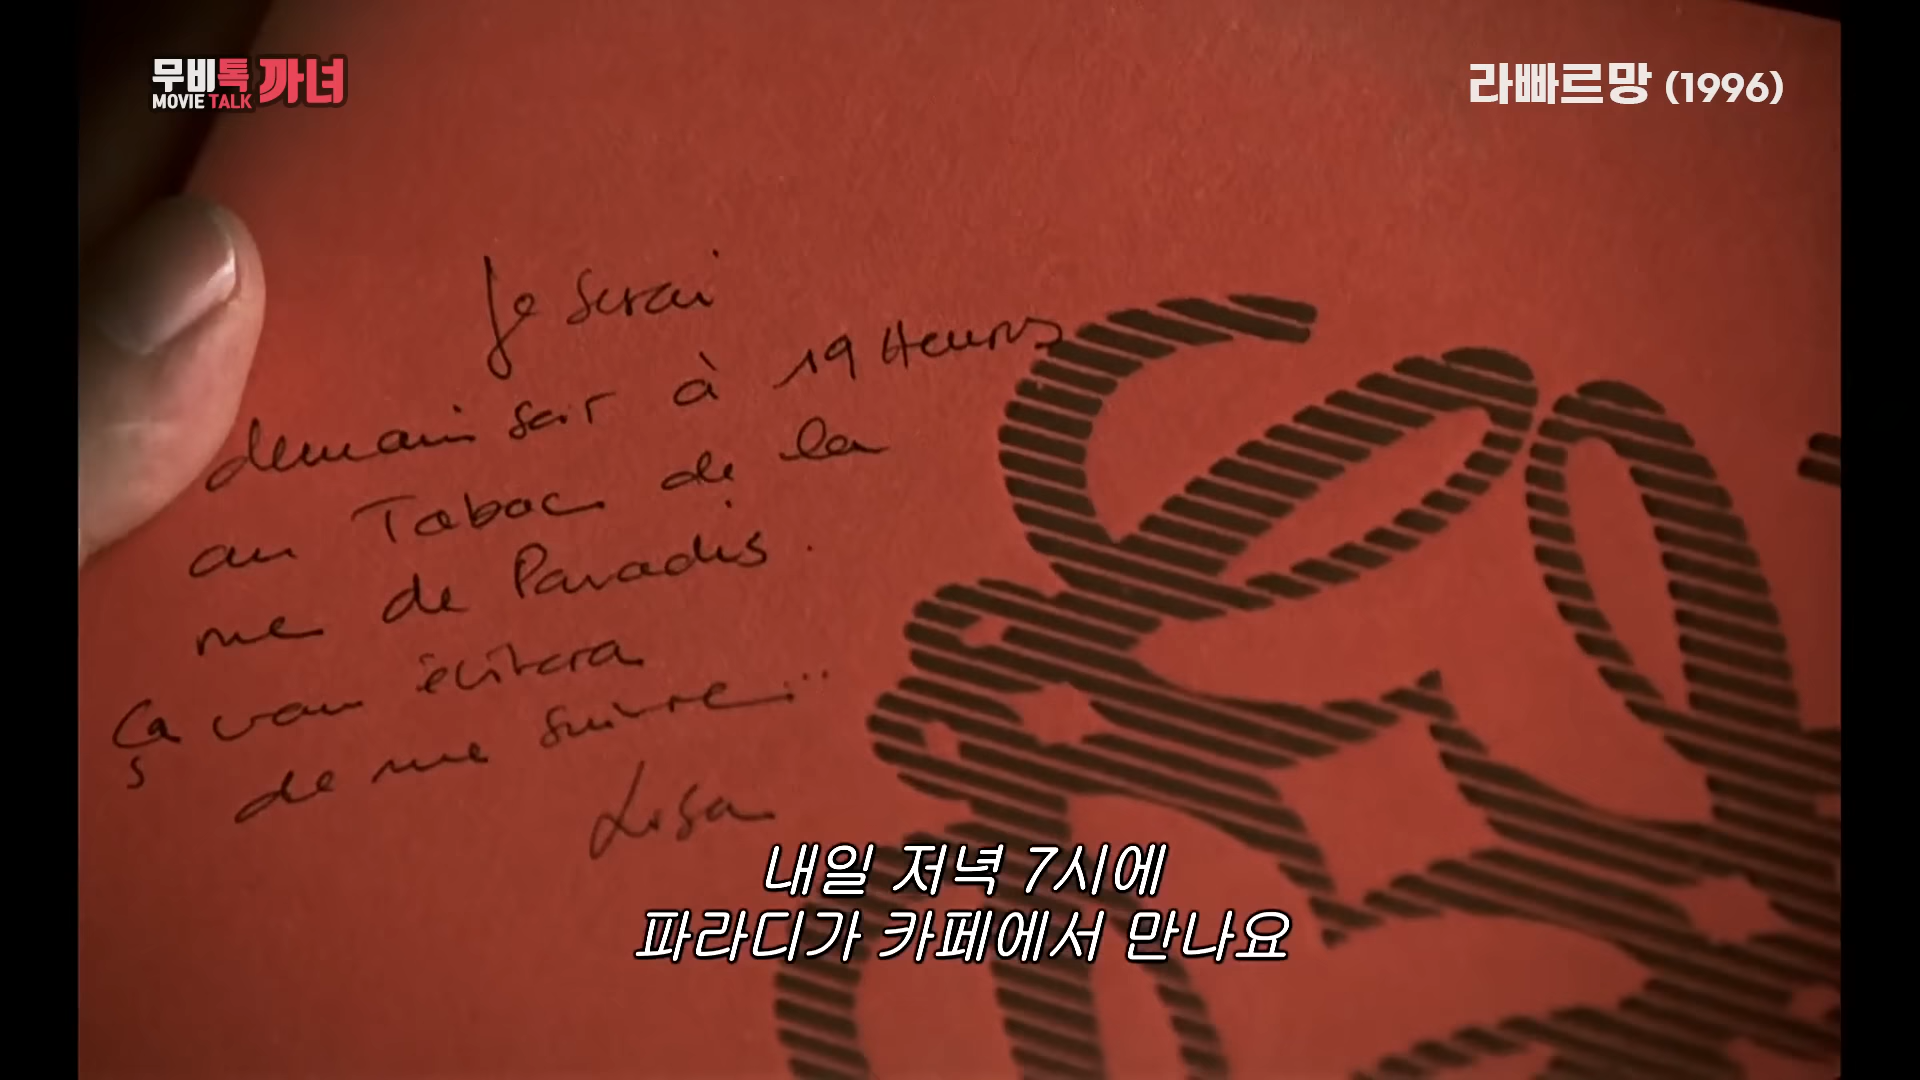 무비톡 까녀
MOVIE TALK
라빠르망 (1996)
Je serai
demain soir à 19 Heures
au Tabac de la
rue de Paradis.
Ça vous évitera
de me suivre...
Lisa
내일 저녁 7시에
파라디가 카페에서 만나요